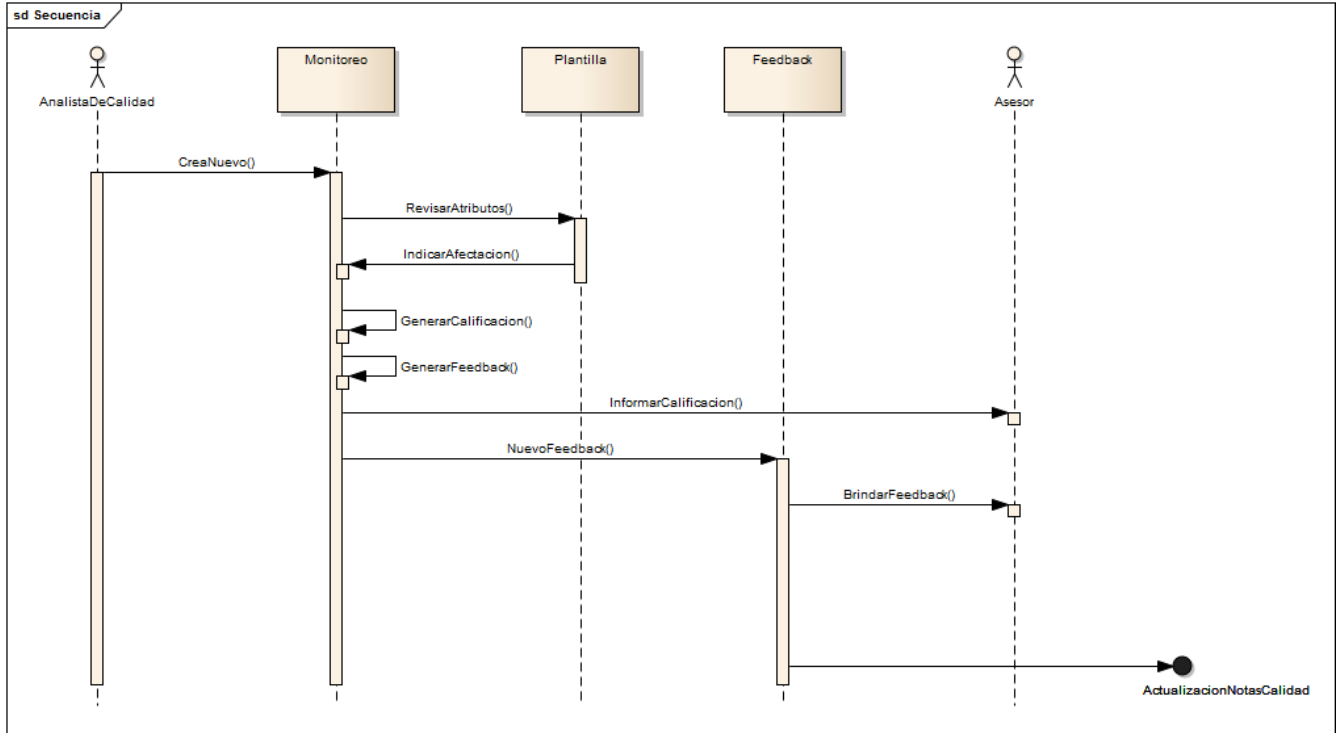 sd Secuencia
AnalistaDeCalidad
Monitoreo
Plantilla
Feedback
Asesor
CreaNuevo()
RevisarAtributos()
IndicarAfectacion()
GenerarCalificacion()
GenerarFeedback()
InformarCalificacion()
NuevoFeedback()
BrindarFeedback()
ActualizacionNotasCalidad